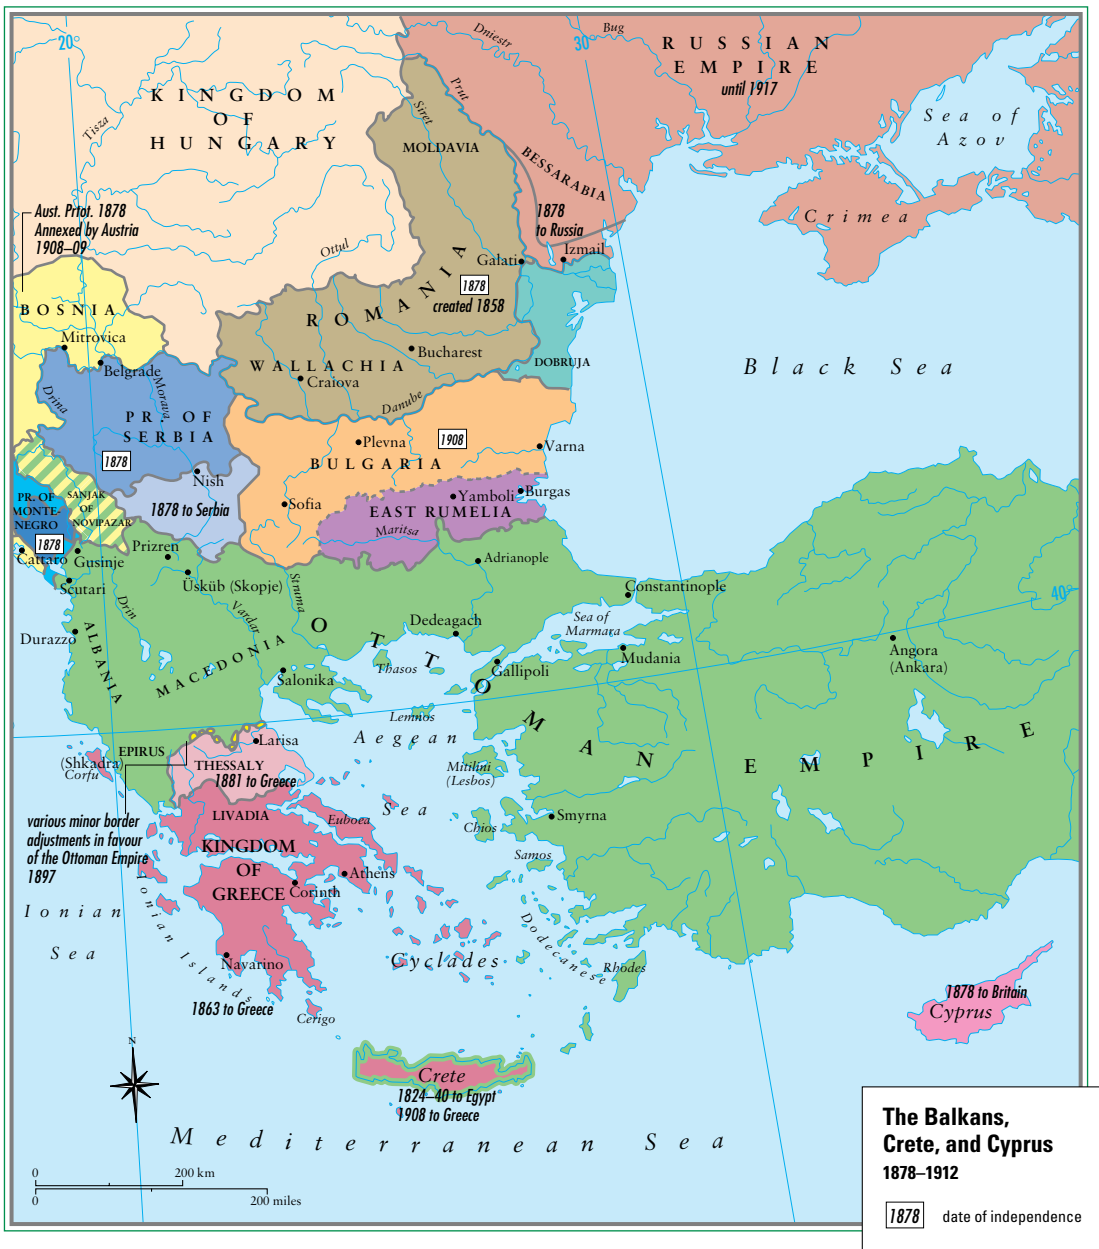 20°
30°
Dniestr
Bug
RUSSIAN
EMPIRE
until 1917
KINGDOM
OF
HUNGARY
Tisza
Siret
Prut
MOLDAVIA
BESSARABIA
Sea of
Azov
Crimea
Aust. Prtot. 1878
Annexed by Austria
1908–09
1878
to Russia
Ottul
Izmail
Galati
ROMANIA
1878
created 1858
BOSNIA
Mitrovica
Belgrade
WALLACHIA
Bucharest
Craiova
DOBRUJA
Black Sea
Drina
Morava
Danube
PR. OF
SERBIA
1878
Plevna
1908
Varna
BULGARIA
Nish
Sofia
Yamboli
Burgas
EAST RUMELIA
Maritsa
PR. OF
MONTE-
NEGRO
1878
SANJAK
OF
NOVIPAZAR
1878 to Serbia
Cattaro
Gusinje
Prizren
Adrianople
Scutari
Üsküb (Skopje)
Struma
Constantinople
40°
Drin
Vardar
Dedeagach
Sea of
Marmara
Durazzo
ALBANIA
MACEDONIA
OTTOMAN EMPIRE
Mudania
Angora
(Ankara)
Salonika
Thasos
Gallipoli
Lemnos
Aegean
Sea
EPIRUS
Larisa
(Shkadra)
Corfu
THESSALY
1881 to Greece
Mitilini
(Lesbos)
various minor border
adjustments in favour
of the Ottoman Empire
1897
LIVADIA
Euboea
Chios
Smyrna
KINGDOM
OF
GREECE
Athens
Corinth
Samos
Ionian
Sea
Ionian Islands
1863 to Greece
Navarino
Cyclades
Dodecanese
Rhodes
Cerigo
1878 to Britain
Cyprus
N
Crete
1824–40 to Egypt
1908 to Greece
Mediterranean Sea
0 200 km
0 200 miles
The Balkans,
Crete, and Cyprus
1878–1912
1878 date of independence